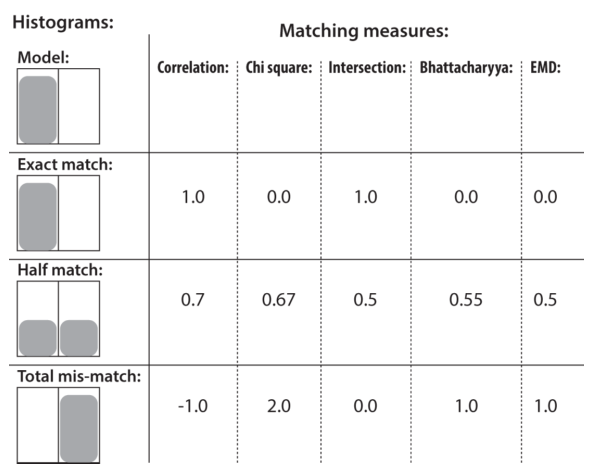 Histograms:
Matching measures:
Model:
Correlation: Chi square: Intersection: Bhattacharyya: EMD:
Exact match:
1.0 0.0 1.0 0.0 0.0
Half match:
0.7 0.67 0.5 0.55 0.5
Total mis-match:
-1.0 2.0 0.0 1.0 1.0